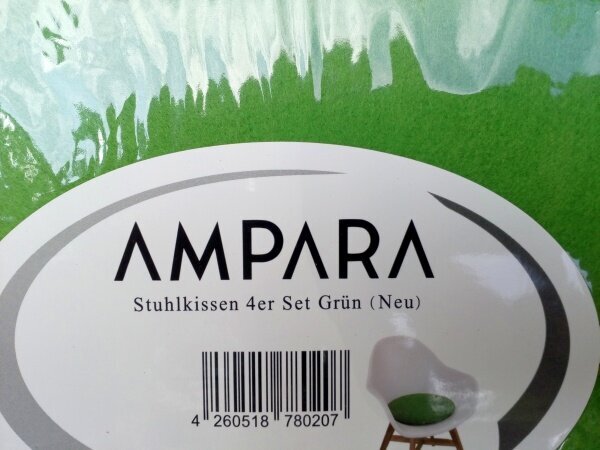 AMPARA
Stuhlkissen 4er Set Grün (Neu)
4 260518 780207